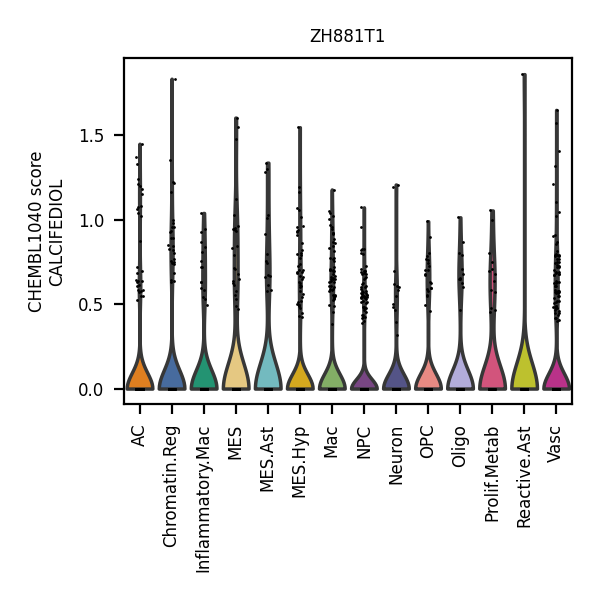 ZH881T1
CHEMBL1040 score
CALCIFEDIOL
1.5
1.0
0.5
0.0
AC
Chromatin.Reg
Inflammatory.Mac
MES
MES.Ast
MES.Hyp
Mac
NPC
Neuron
OPC
Oligo
Prolif.Metab
Reactive.Ast
Vasc